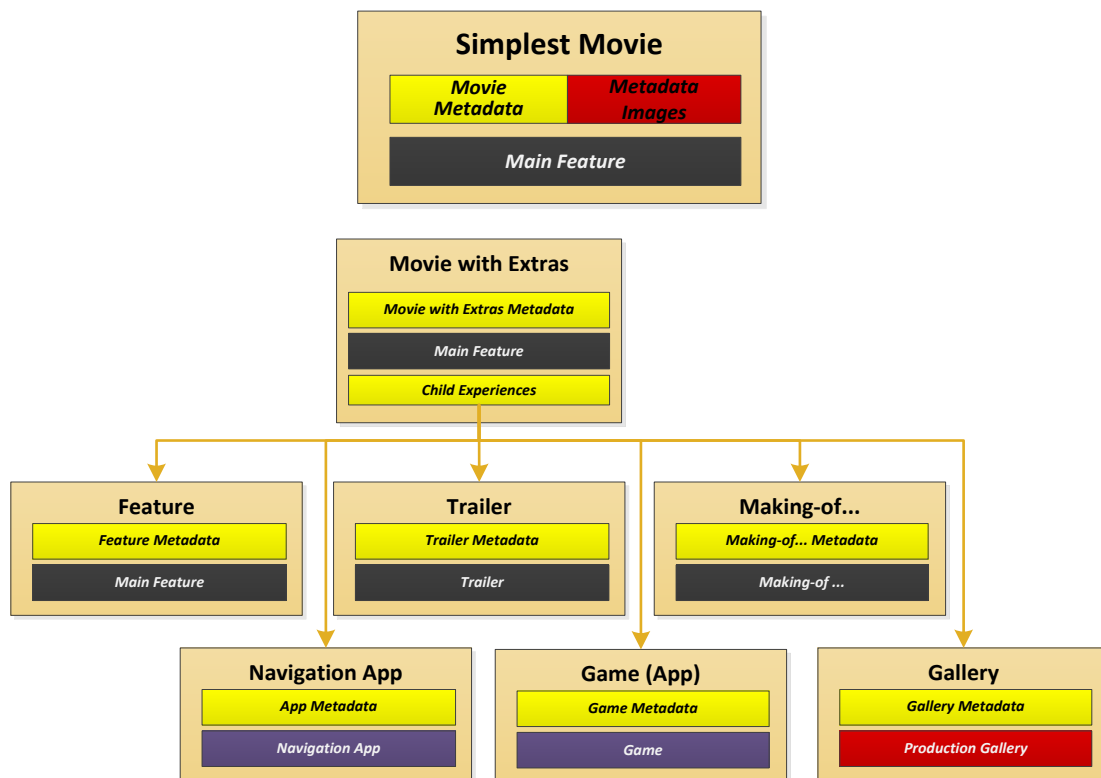 Simplest Movie
Movie
Metadata
Metadata
Images
Main Feature
Movie with Extras
Movie with Extras Metadata
Main Feature
Child Experiences
Feature
Feature Metadata
Main Feature
Trailer
Trailer Metadata
Trailer
Making-of...
Making-of... Metadata
Making-of ...
Navigation App
App Metadata
Navigation App
Game (App)
Game Metadata
Game
Gallery
Gallery Metadata
Production Gallery